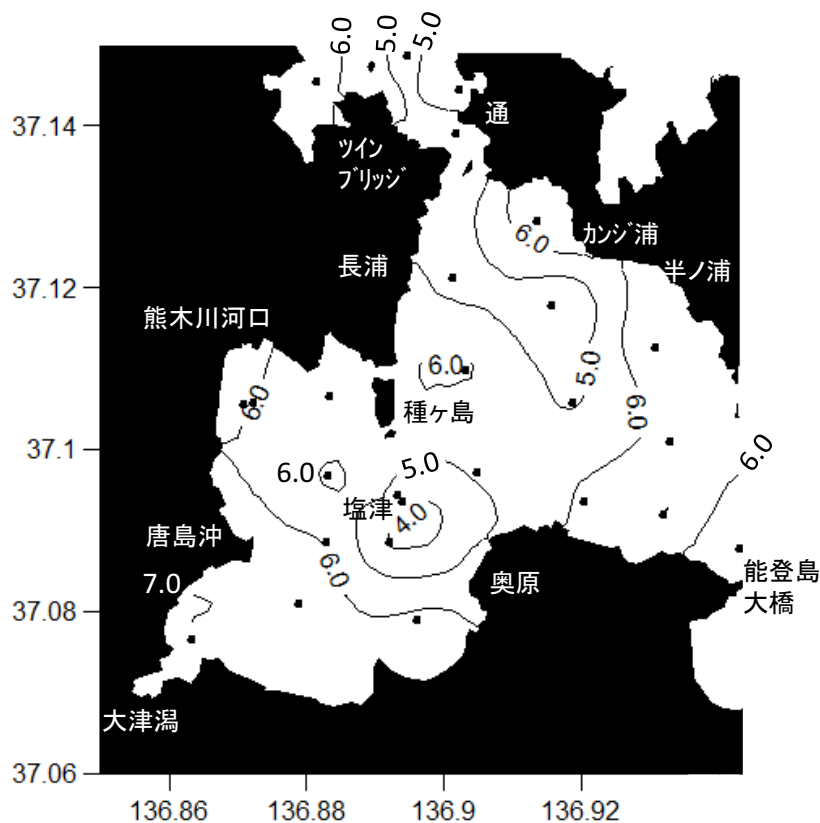 6.0
5.0
5.0
通
37.14
ﾂｲﾝ
ﾌﾞﾘｯｼﾞ
6.0
ｶﾝｼﾞ浦
長浦
半ノ浦
37.12
熊木川河口
6.0
5.0
6.0
6.0
種ヶ島
37.1
6.0
5.0
6.0
塩津
4.0
唐島沖
6.0
7.0
奥原
能登島
大橋
37.08
大津潟
37.06
136.86
136.88
136.9
136.92